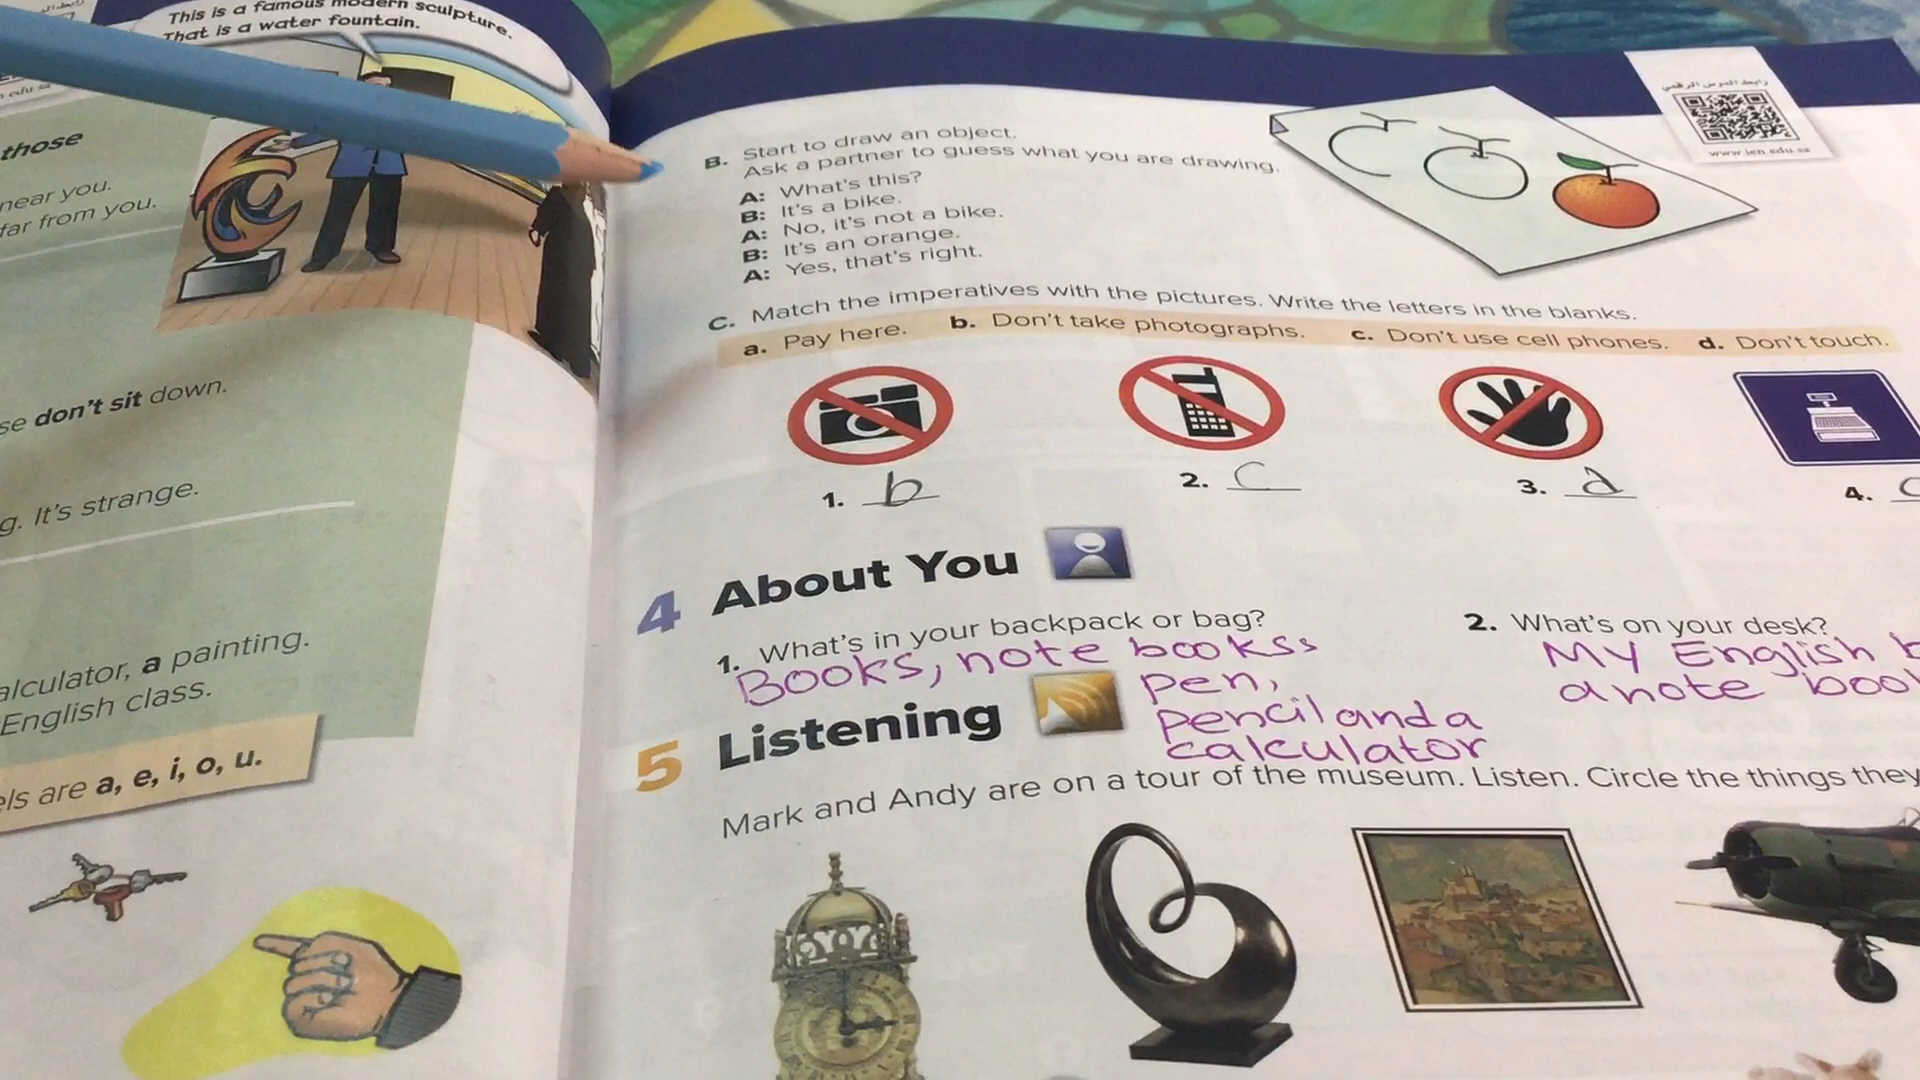 This is a famous modern sculpture.
That is a water fountain.
those
near you.
far from you.
don't sit down.
It's strange.
a painting.
English class.
are a, e, i, o, u.
رابط الدرس الرقمي
www.ien.edu.sa
B. Start to draw an object.
Ask a partner to guess what you are drawing.
A: What's this?
B: It's a bike.
A: No, it's not a bike.
B: It's an orange.
A: Yes, that's right.
C. Match the imperatives with the pictures. Write the letters in the blanks.
a. Pay here. b. Don't take photographs. c. Don't use cell phones. d. Don't touch.
1. b 2. c 3. d 4.
4 About You
1. What's in your backpack or bag? 2. What's on your desk?
Books, note bookss
pen,
pencil and a
calculator
My English
a note
5 Listening
Mark and Andy are on a tour of the museum. Listen. Circle the things they